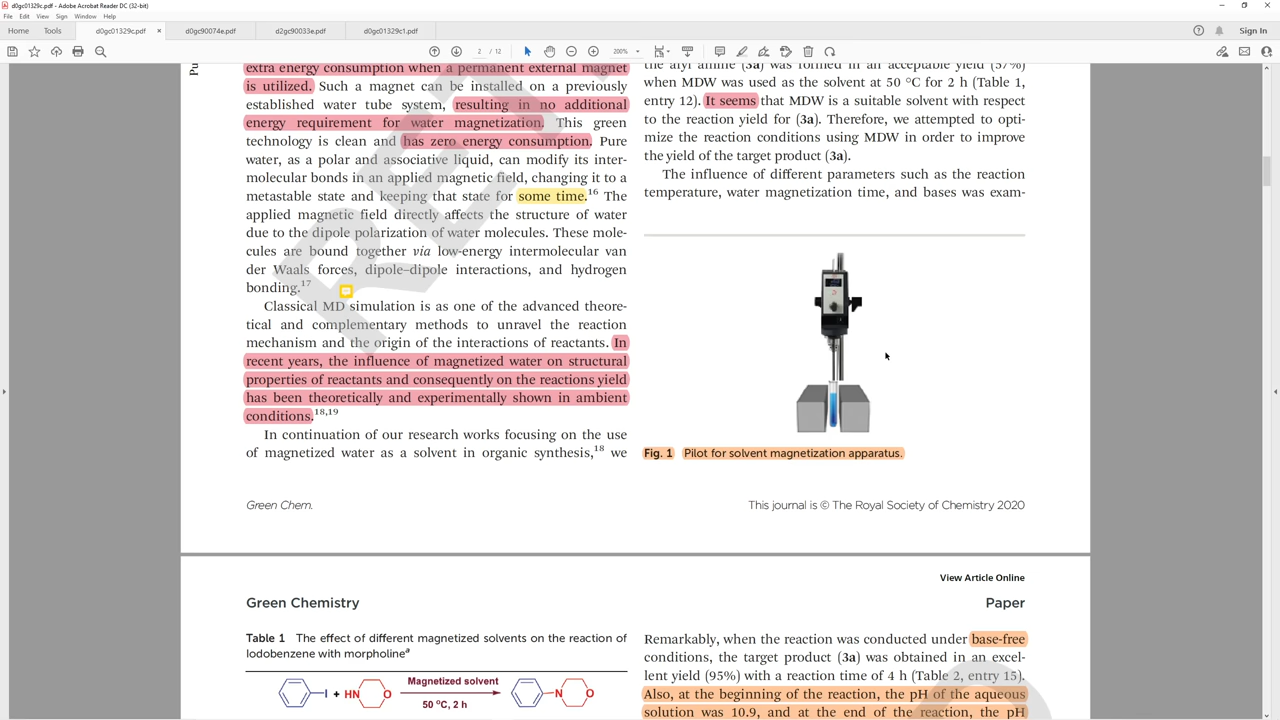 d0gc01329c.pdf - Adobe Acrobat Reader DC (32-bit)
File Edit View Sign Window Help
Home Tools d0gc01329c.pdf × d0gc90074e.pdf d2gc90033e.pdf d0gc01329c1.pdf Sign In
2 / 12 200%
extra energy consumption when a permanent external magnet
is utilized. Such a magnet can be installed on a previously
established water tube system, resulting in no additional
energy requirement for water magnetization. This green
technology is clean and has zero energy consumption. Pure
water, as a polar and associative liquid, can modify its inter-
molecular bonds in an applied magnetic field, changing it to a
metastable state and keeping that state for some time.16 The
applied magnetic field directly affects the structure of water
due to the dipole polarization of water molecules. These mole-
cules are bound together via low-energy intermolecular van
der Waals forces, dipole–dipole interactions, and hydrogen
bonding.17
Classical MD simulation is as one of the advanced theore-
tical and complementary methods to unravel the reaction
mechanism and the origin of the interactions of reactants. In
recent years, the influence of magnetized water on structural
properties of reactants and consequently on the reactions yield
has been theoretically and experimentally shown in ambient
conditions.18,19
In continuation of our research works focusing on the use
of magnetized water as a solvent in organic synthesis,18 we
the aryl amine (3a) was formed in an acceptable yield (57%)
when MDW was used as the solvent at 50 °C for 2 h (Table 1,
entry 12). It seems that MDW is a suitable solvent with respect
to the reaction yield for (3a). Therefore, we attempted to opti-
mize the reaction conditions using MDW in order to improve
the yield of the target product (3a).
The influence of different parameters such as the reaction
temperature, water magnetization time, and bases was exam-
Fig. 1 Pilot for solvent magnetization apparatus.
Green Chem.
This journal is © The Royal Society of Chemistry 2020
View Article Online
Green Chemistry
Paper
Table 1 The effect of different magnetized solvents on the reaction of
Iodobenzene with morpholineª
I + HN O Magnetized solvent N O
50 °C, 2 h
Remarkably, when the reaction was conducted under base-free
conditions, the target product (3a) was obtained in an excel-
lent yield (95%) with a reaction time of 4 h (Table 2, entry 15).
Also, at the beginning of the reaction, the pH of the aqueous
solution was 10.9, and at the end of the reaction, the pH